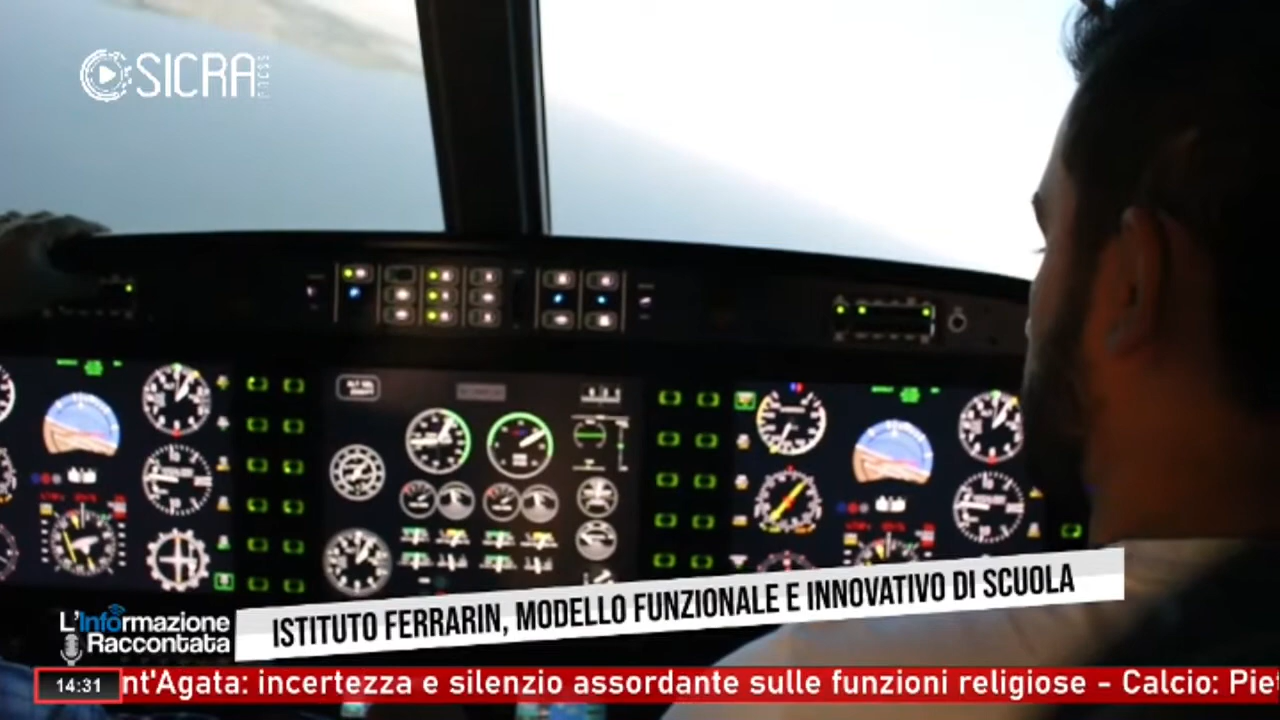 SICRA
PRESS
ISTITUTO FERRARIN, MODELLO FUNZIONALE E INNOVATIVO DI SCUOLA
L'Informazione
Raccontata
14:31
nt'Agata: incertezza e silenzio assordante sulle funzioni religiose – Calcio: Pie